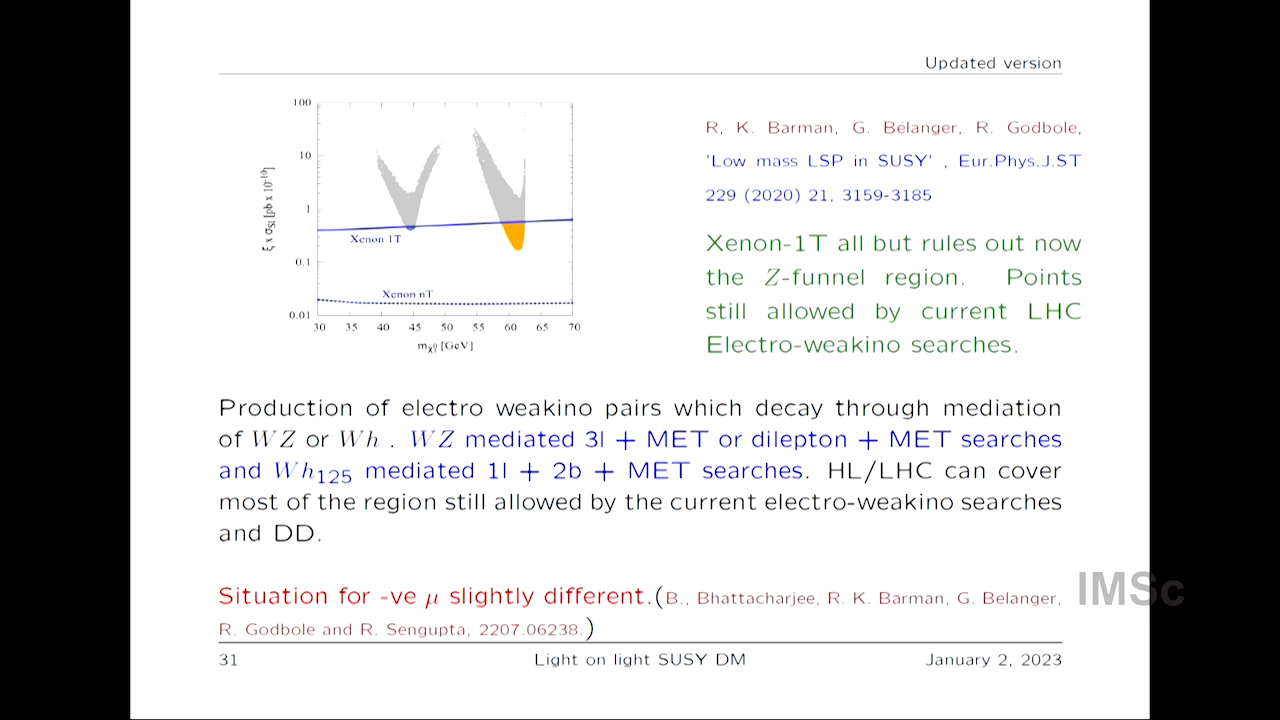 Updated version
100
10
1
0.1
0.01
ξ x σSI [pb x 10⁻¹⁰]
Xenon 1T
Xenon nT
30 35 40 45 50 55 60 65 70
mχ₁⁰ [GeV]
R, K. Barman, G. Bélanger, R. Godbole,
'Low mass LSP in SUSY' , Eur.Phys.J.ST
229 (2020) 21, 3159-3185
Xenon-1T all but rules out now
the Z-funnel region. Points
still allowed by current LHC
Electro-weakino searches.
Production of electro weakino pairs which decay through mediation
of WZ or Wh . WZ mediated 3l + MET or dilepton + MET searches
and Wh₁₂₅ mediated 1l + 2b + MET searches. HL/LHC can cover
most of the region still allowed by the current electro-weakino searches
and DD.
Situation for -ve μ slightly different.(B., Bhattacharjee, R. K. Barman, G. Belanger,
R. Godbole and R. Sengupta, 2207.06238.)
31 Light on light SUSY DM January 2, 2023
IMSc